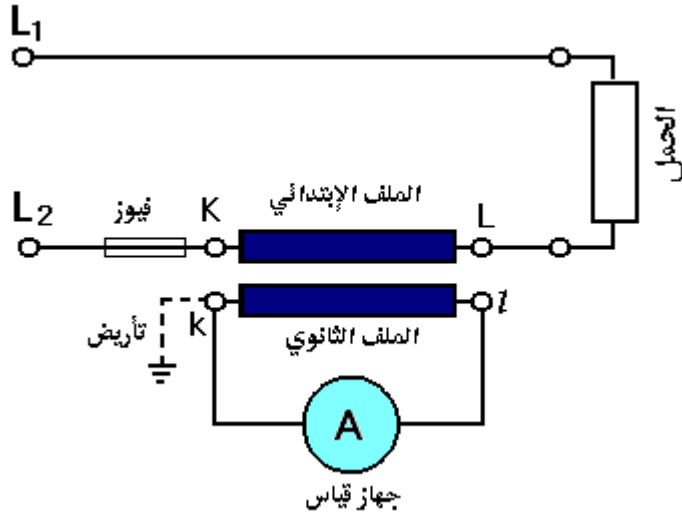 L1
الحمل
الملف الإبتدائي
L2
فيوز
K
L
تأريض
k
الملف الثانوي
l
A
جهاز قياس